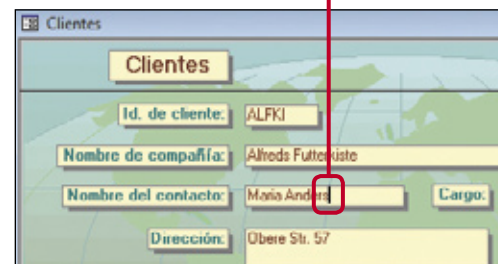 Clientes
Clientes
Id. de cliente: ALFKI
Nombre de compañía: Alfreds Futterkiste
Nombre del contacto: Maria Anders Cargo:
Dirección: Obere Str. 57